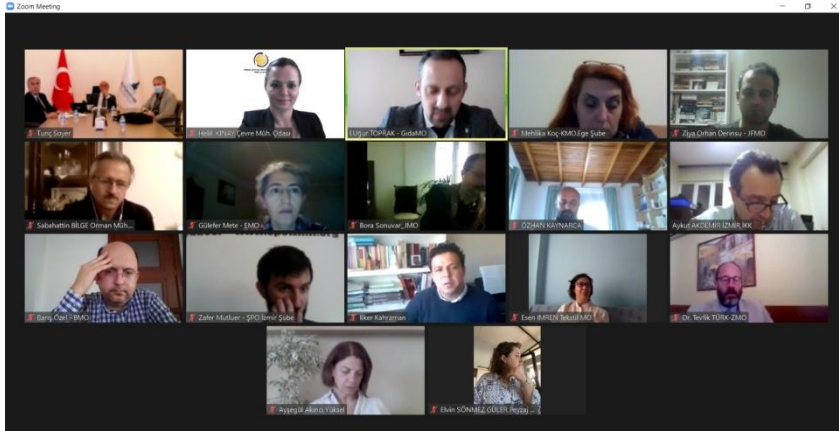 Zoom Meeting
Tunç Soyer
Helil KINAY Çevre Müh. Odası
Uğur TOPRAK - GıdaMO
Mehlika Koç-KMO.Ege Şube
Ziya Orhan Derinsu - JFMO
Sabahattin BİLGE Orman Müh...
Gülefer Mete - EMO
Bora Sonuvar_JMO
ÖZHAN KAYNARCA
Aykut AKDEMİR İZMİR İKK
Barış Özel - BMO
Zafer Mutluer - ŞPO İzmir Şube
İlker Kahraman
Esen İMREN Tekstil MO
Dr. Tevfik TÜRK-ZMO
Ayşegül Akıncı Yüksel
Elvin SÖNMEZ GÜLER Peyzaj ...